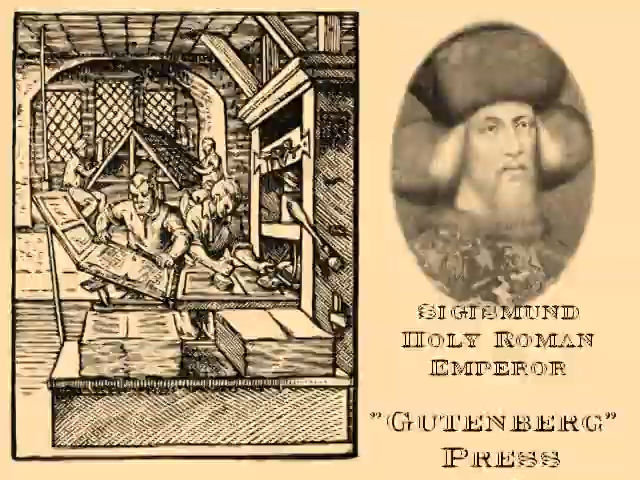 SIGISMUND
HOLY ROMAN
EMPEROR
"GUTENBERG"
PRESS